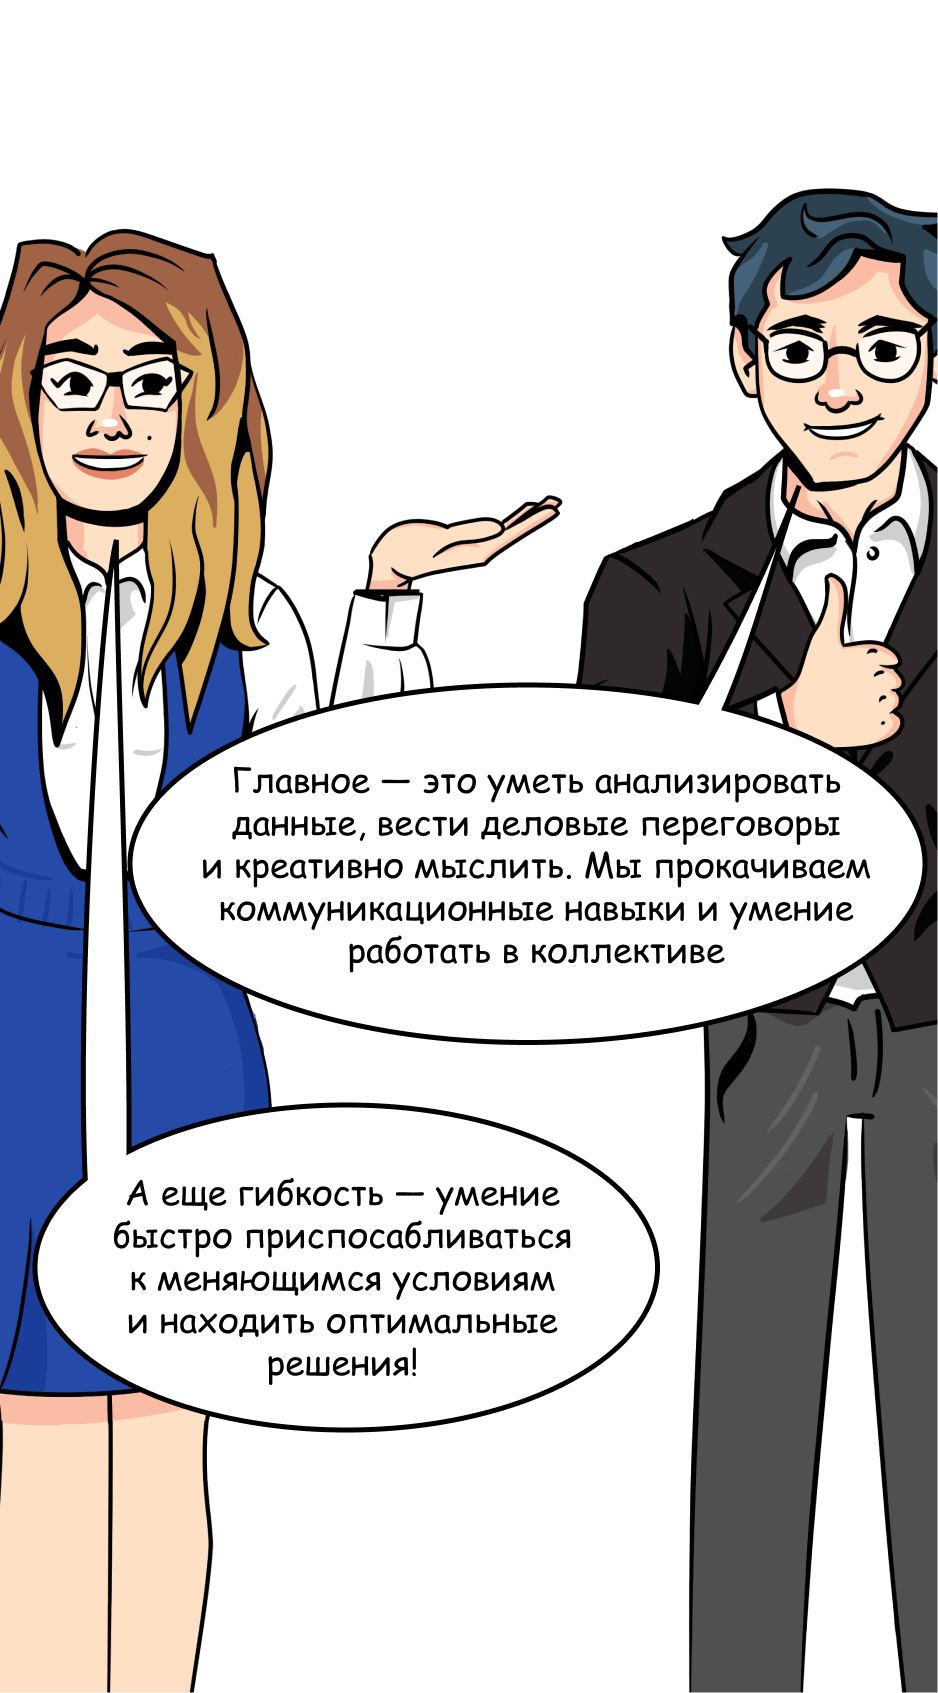 Главное — это уметь анализировать
данные, вести деловые переговоры
и креативно мыслить. Мы прокачиваем
коммуникационные навыки и умение
работать в коллективе
А еще гибкость — умение
быстро приспосабливаться
к меняющимся условиям
и находить оптимальные
решения!